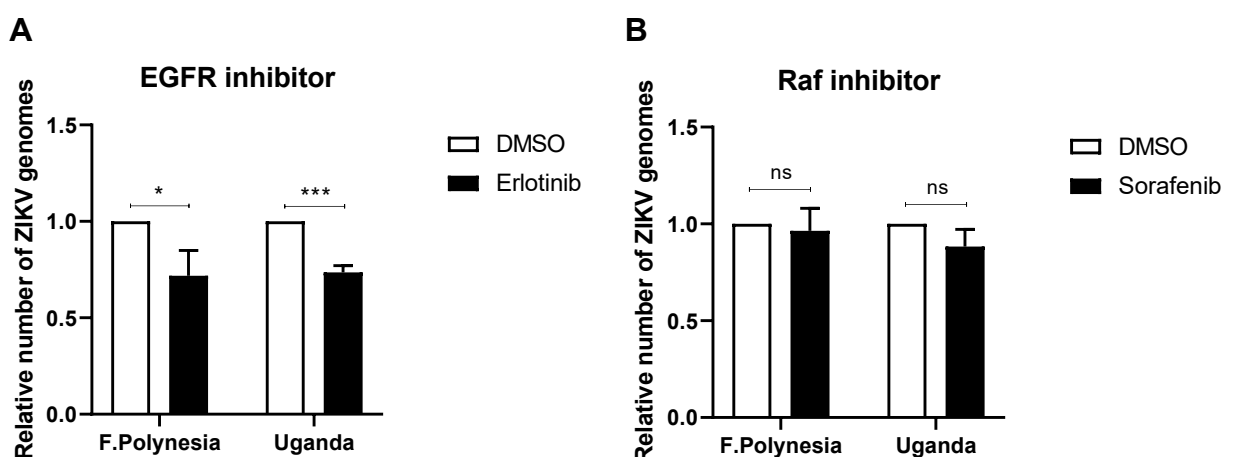 A
EGFR inhibitor
Relative number of ZIKV genomes
1.5
1.0
0.5
0.0
* ***
F.Polynesia Uganda
DMSO
Erlotinib
B
Raf inhibitor
Relative number of ZIKV genomes
1.5
1.0
0.5
0.0
ns ns
F.Polynesia Uganda
DMSO
Sorafenib